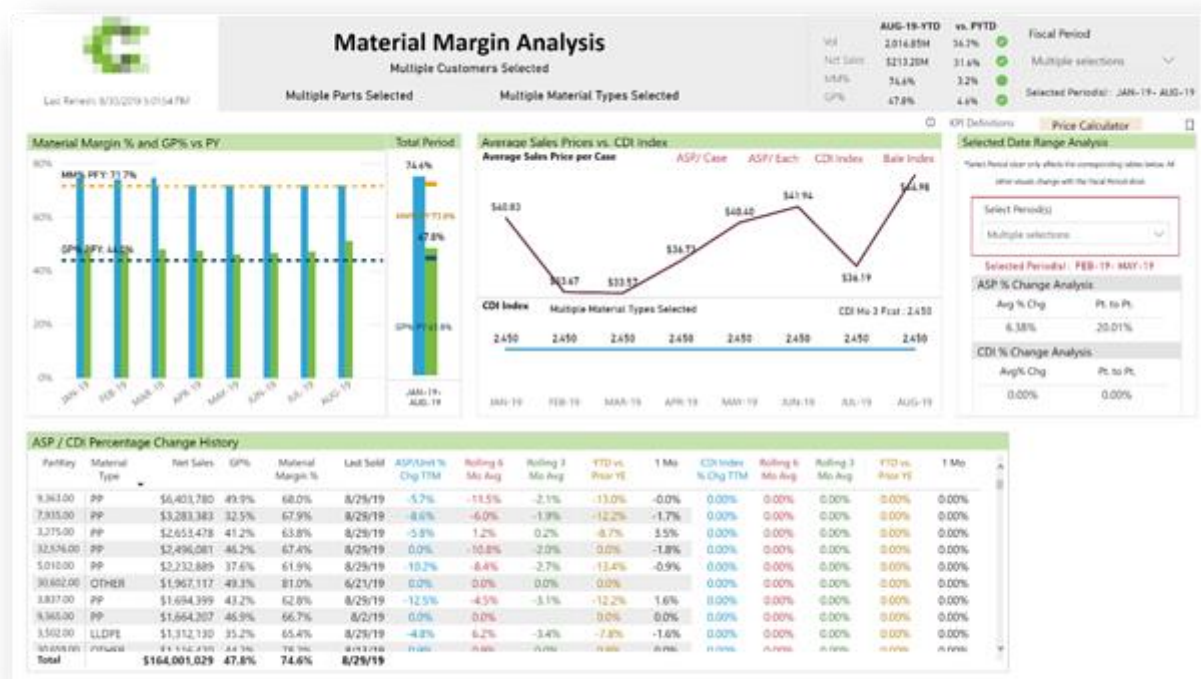 Material Margin Analysis
Multiple Customers Selected
Multiple Parts Selected
Multiple Material Types Selected
Last Refresh: 8/30/2019 5:01:54 PM
AUG-19-YTD vs. PYTD
Vol 2,016.85M
Net Sales $213.20M 31.6%
MM% 74.6% 3.2%
GP% 47.8% 4.6%
Fiscal Period
Multiple selections
Selected Period(s) : JAN-19- AUG-19
KPI Definitions
Price Calculator
Material Margin % and GP% vs PY
80%
60%
40%
20%
0%
MM% PFY: 71.7%
GP% PFY:
JAN-19 FEB-19 MAR-19 APR-19 MAY-19 JUN-19 JUL-19 AUG-19
Total Period
74.6%
47.8%
JAN-19-
AUG-19
Average Sales Prices vs. CDI Index
Average Sales Price per Case
ASP/ Case ASP/ Each CDI Index Bale Index
$40.83
$33.57
$36.73
$40.40
$41.94
$36.19
CDI Index
Multiple Material Types Selected
CDI Mo 3 Fcst : 2.450
2.450 2.450 2.450 2.450 2.450 2.450 2.450 2.450
JAN-19 FEB-19 MAR-19 APR-19 MAY-19 JUN-19 JUL-19 AUG-19
Selected Date Range Analysis
*Select Period slicer only affects the corresponding tables below. All
other visuals change with the Fiscal Period slicer.
Select Period(s)
Multiple selections
Selected Period(s) : FEB-19- MAY-19
ASP % Change Analysis
Avg % Chg Pt. to Pt.
6.38% 20.01%
CDI % Change Analysis
Avg% Chg Pt. to Pt.
0.00% 0.00%
ASP / CDI Percentage Change History
PartKey Material Type Net Sales GP% Material Margin % Last Sold ASP/Unit % Chg TTM Rolling 6 Mo Avg Rolling 3 Mo Avg YTD vs. Prior YE 1 Mo CDI Index % Chg TTM Rolling 6 Mo Avg Rolling 3 Mo Avg YTD vs. Prior YE 1 Mo
9,363.00 PP $6,403,780 49.9% 68.0% 8/29/19 -5.7% -11.5% -2.1% -13.0% -0.0% 0.00% 0.00% 0.00% 0.00% 0.00%
7,935.00 PP $3,283,383 32.5% 67.9% 8/29/19 -8.6% -6.0% -1.9% -12.2% -1.7% 0.00% 0.00% 0.00% 0.00% 0.00%
3,275.00 PP $2,653,478 41.2% 63.8% 8/29/19 -5.8% 1.2% 0.2% -8.7% 3.5% 0.00% 0.00% 0.00% 0.00% 0.00%
32,576.00 PP $2,496,081 46.2% 67.4% 8/29/19 0.0% -10.8% -2.0% 0.0% -1.8% 0.00% 0.00% 0.00% 0.00% 0.00%
5,010.00 PP $2,232,889 37.6% 61.9% 8/29/19 -10.2% -8.4% -2.7% -13.4% -0.9% 0.00% 0.00% 0.00% 0.00% 0.00%
30,602.00 OTHER $1,967,117 49.3% 81.0% 6/21/19 0.0% 0.0% 0.0% 0.0% 0.00% 0.00% 0.00% 0.00% 0.00%
3,837.00 PP $1,694,399 43.2% 62.8% 8/29/19 -12.5% -4.5% -3.1% -12.2% 1.6% 0.00% 0.00% 0.00% 0.00% 0.00%
9,365.00 PP $1,664,207 46.9% 66.7% 8/2/19 0.0% 0.0% 0.0% 0.0% 0.00% 0.00% 0.00% 0.00% 0.00%
3,502.00 LLDPE $1,312,130 35.2% 65.4% 8/29/19 -4.8% 6.2% -3.4% -7.8% -1.6% 0.00% 0.00% 0.00% 0.00% 0.00%
Total $164,001,029 47.8% 74.6% 8/29/19